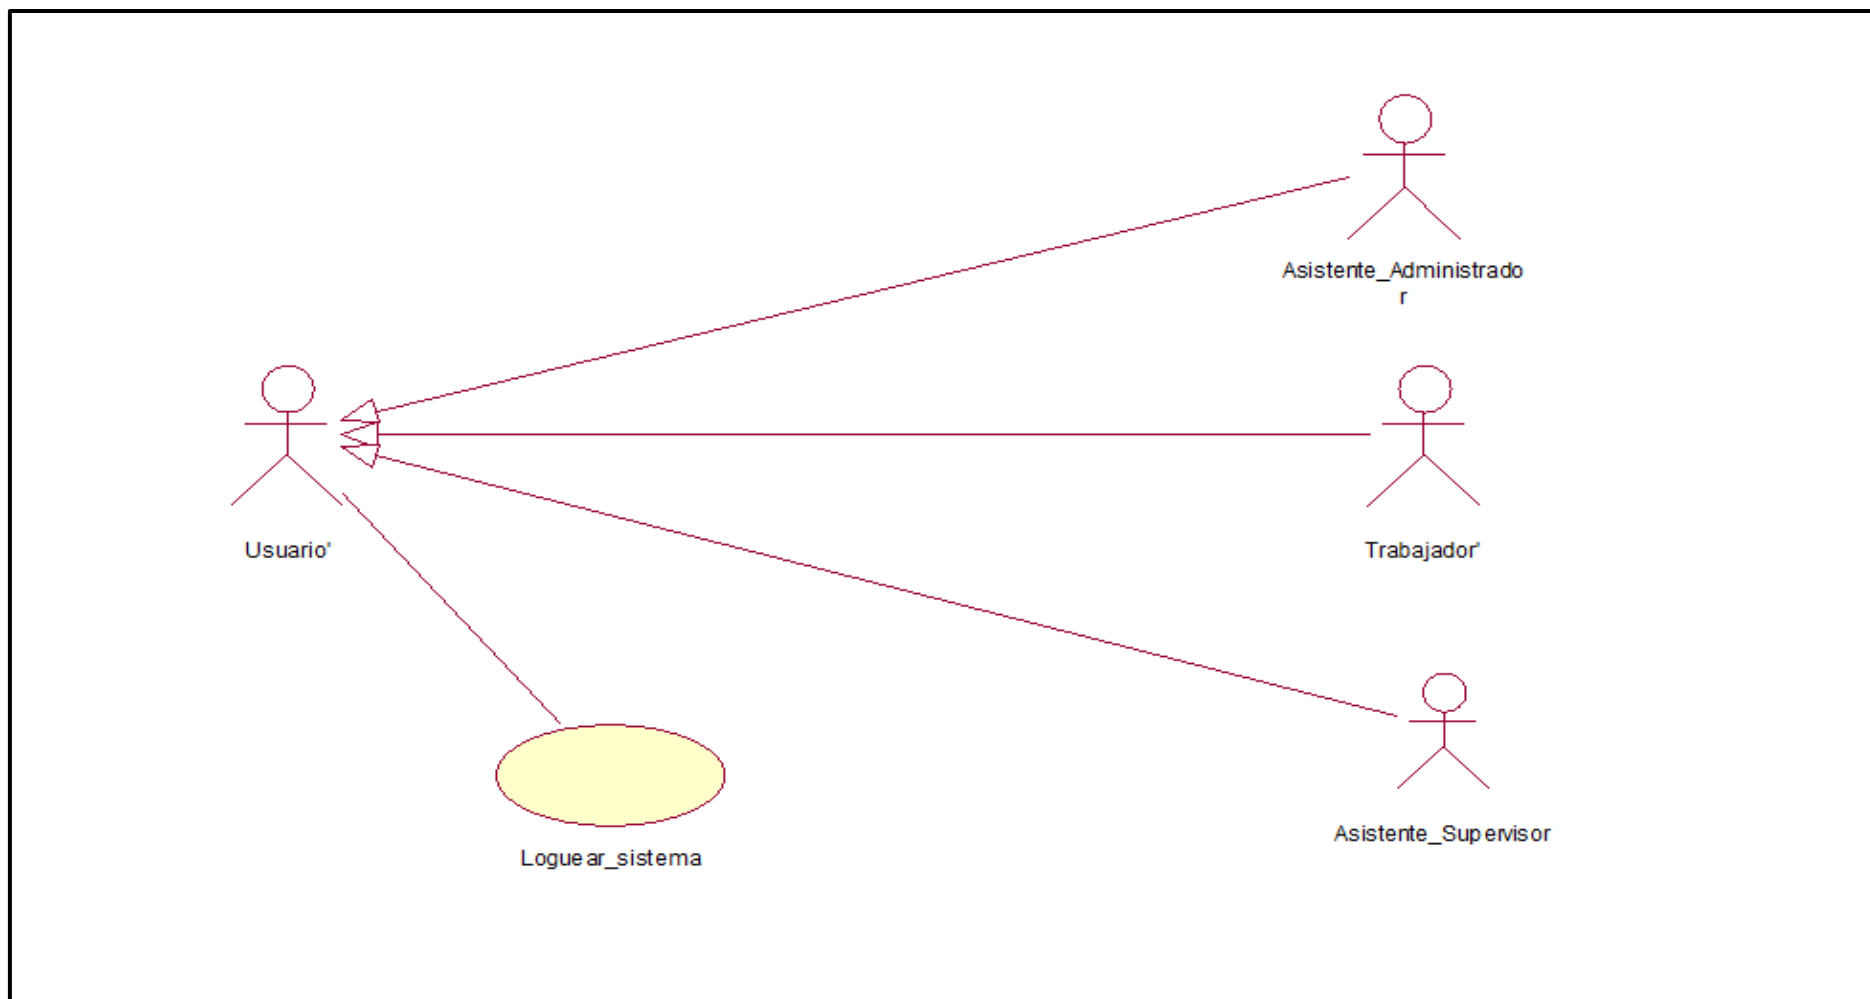 Asistente_Administrado
r
Usuario'
Trabajador'
Asistente_Supervisor
Loguear_sistema